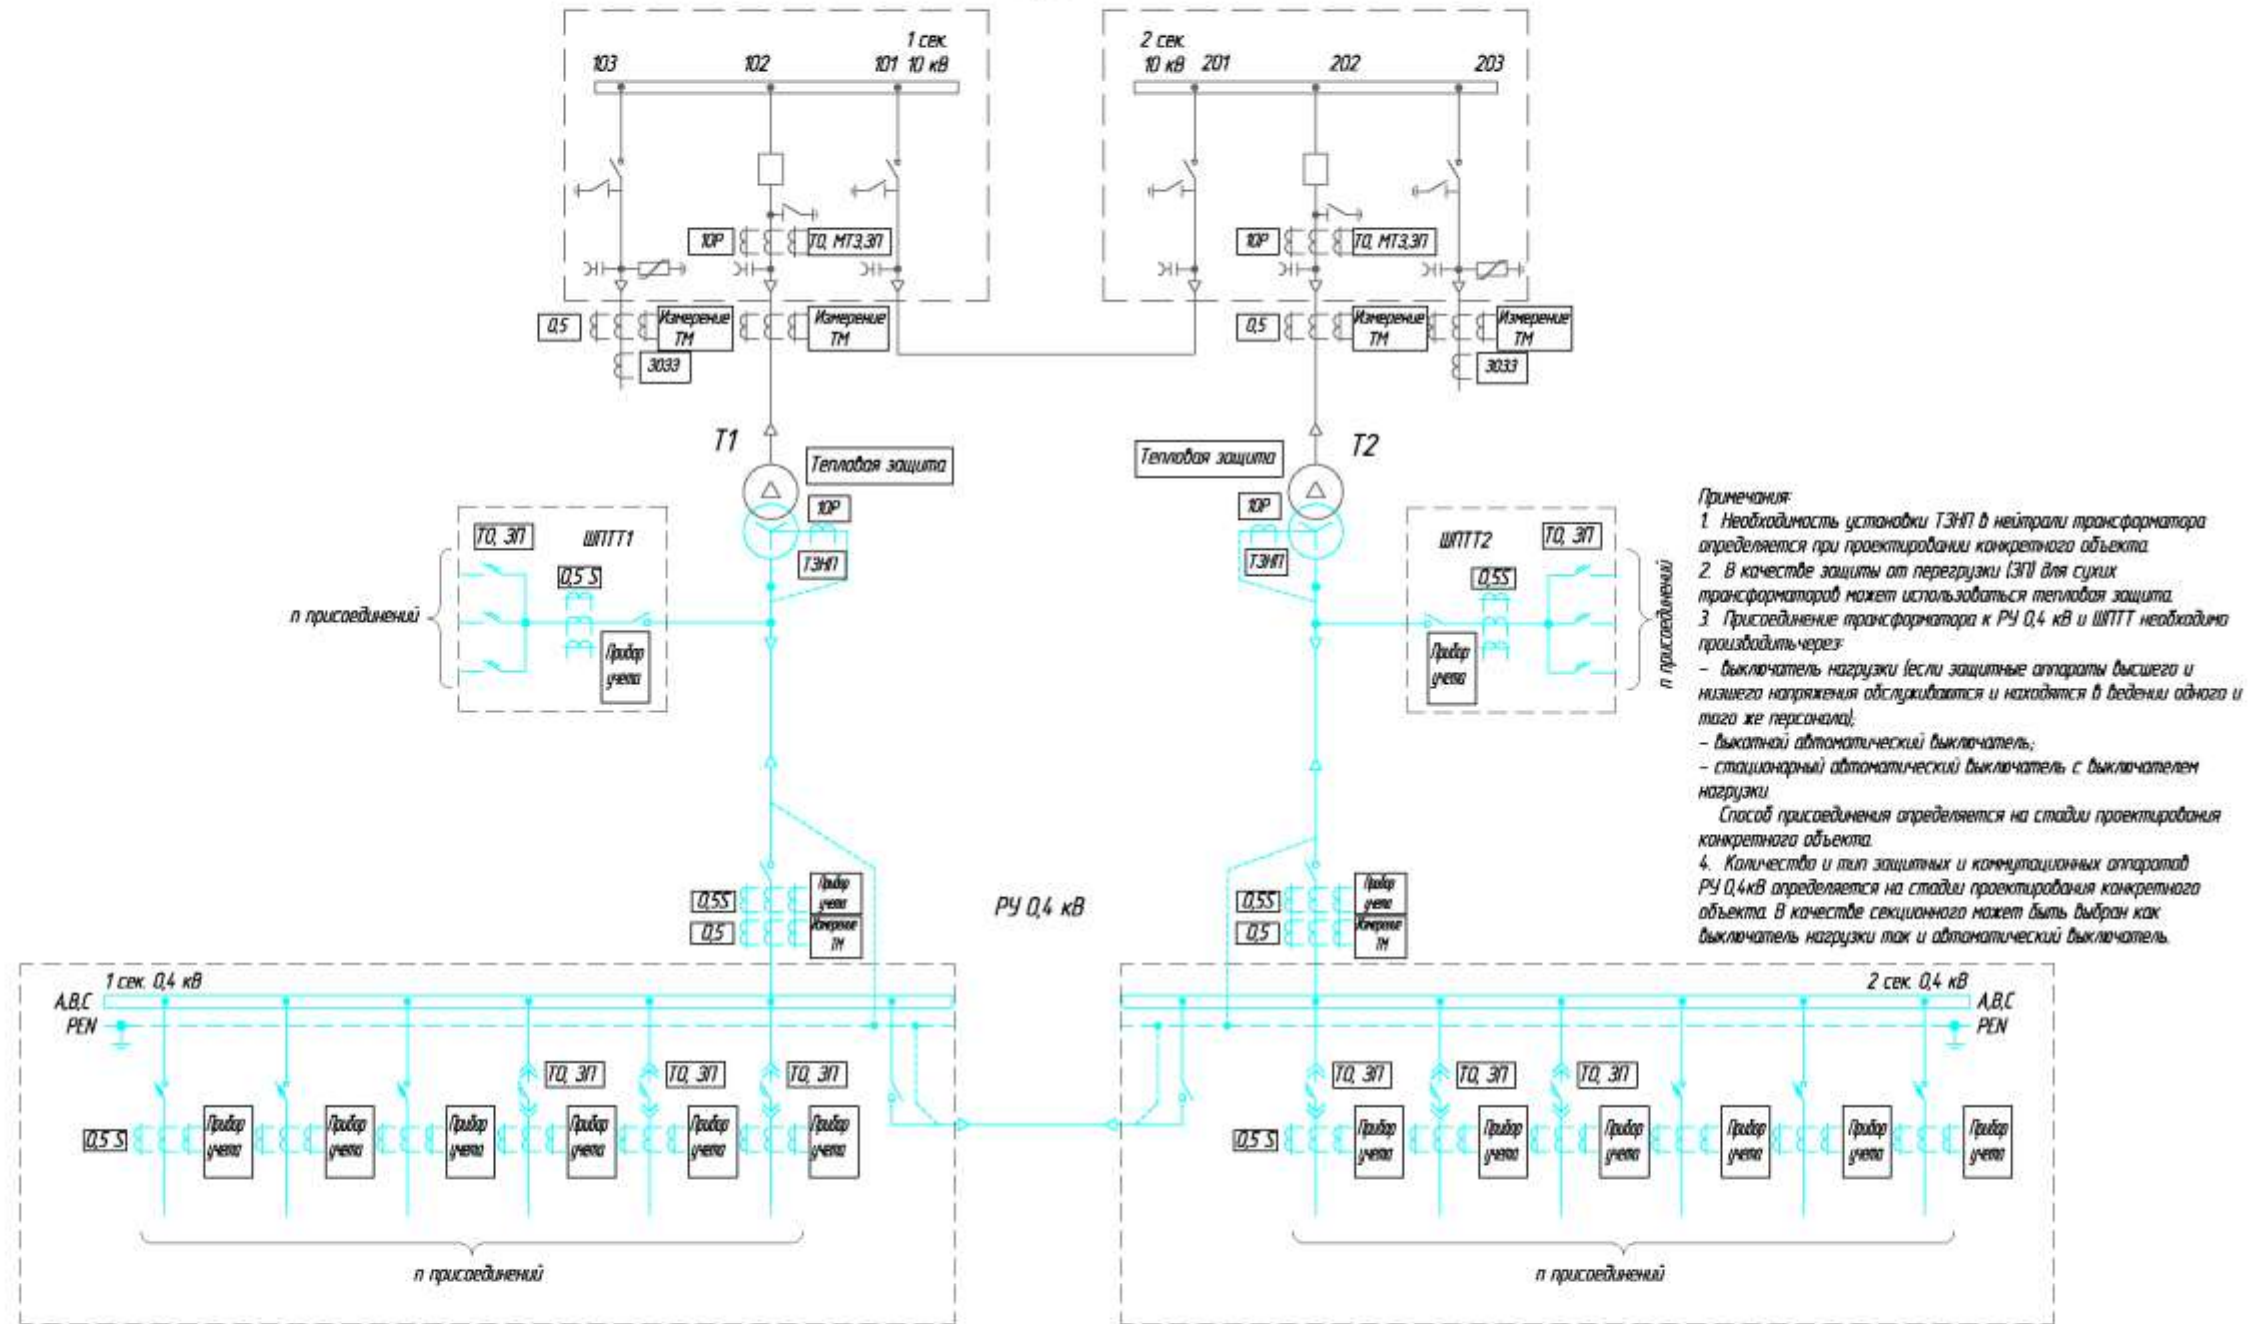 1 сек.
2 сек.
103
102
101 10 кВ
10 кВ 201
202
203
10Р
ТО, МТЗ,ЗП
10Р
ТО, МТЗ,ЗП
0,5
Измерение
ТМ
Измерение
ТМ
0,5
Измерение
ТМ
Измерение
ТМ
ЗОЗЗ
ЗОЗЗ
Т1
Тепловая защита
Тепловая защита
Т2
10Р
ТЗНП
10Р
ТЗНП
ТО, ЗП
ШПТТ1
0,5 S
Прибор
учета
n присоединений
ШПТТ2
ТО, ЗП
0,5S
Прибор
учета
n присоединений
Примечания:
1. Необходимость установки ТЗНП в нейтрали трансформатора
определяется при проектировании конкретного объекта.
2. В качестве защиты от перегрузки (ЗП) для сухих
трансформаторов может использоваться тепловая защита.
3. Присоединение трансформатора к РУ 0,4 кВ и ШПТТ необходимо
производить через:
- выключатель нагрузки (если защитные аппараты высшего и
низшего напряжения обслуживаются и находятся в ведении одного и
того же персонала);
- выкатной автоматический выключатель;
- стационарный автоматический выключатель с выключателем
нагрузки.
Способ присоединения определяется на стадии проектирования
конкретного объекта.
4. Количество и тип защитных и коммутационных аппаратов
РУ 0,4кВ определяется на стадии проектирования конкретного
объекта. В качестве секционного может быть выбран как
выключатель нагрузки так и автоматический выключатель.
0,5S
Прибор
учета
0,5
Измерение
ТМ
РУ 0,4 кВ
0,5S
Прибор
учета
0,5
Измерение
ТМ
1 сек. 0,4 кВ
A,B,C
PEN
2 сек. 0,4 кВ
A,B,C
PEN
ТО, ЗП
ТО, ЗП
ТО, ЗП
ТО, ЗП
ТО, ЗП
ТО, ЗП
0,5 S
Прибор
учета
Прибор
учета
Прибор
учета
Прибор
учета
Прибор
учета
Прибор
учета
0,5 S
Прибор
учета
Прибор
учета
Прибор
учета
Прибор
учета
Прибор
учета
Прибор
учета
n присоединений
n присоединений